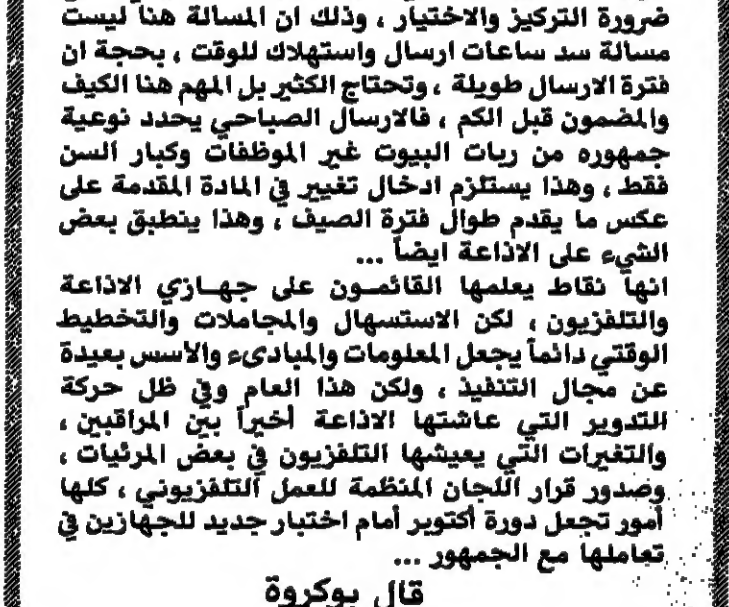 ضرورة التركيز والاختيار ، وذلك ان المسالة هنا ليست
مسالة سد ساعات ارسال واستهلاك للوقت ، بحجة ان
فترة الارسال طويلة ، وتحتاج الكثير بل المهم هنا الكيف
والمضمون قبل الكم ، فالارسال الصباحي يحدد نوعية
جمهوره من ربات البيوت غير الموظفات وكبار السن
فقط ، وهذا يستلزم ادخال تغيير في المادة المقدمة على
عكس ما يقدم طوال فترة الصيف ، وهذا ينطبق بعض
الشيء على الاذاعة ايضاً ...
انها نقاط يعلمها القائمون على جهازي الاذاعة
والتلفزيون ، لكن الاستسهال والمجاملات والتخطيط
الوقتي دائماً يجعل المعلومات والمبادىء والاسس بعيدة
عن مجال التنفيذ ، ولكن هذا العام وفي ظل حركة
التدوير التي عاشتها الاذاعة أخيراً بين المراقبين ،
والتغيرات التي يعيشها التلفزيون في بعض المرئيات ،
وصدور قرار اللجان المنظمة للعمل التلفزيوني ، كلها
أمور تجعل دورة أكتوبر أمام اختبار جديد للجهازين في
تعاملها مع الجمهور ...
قال بوكروة